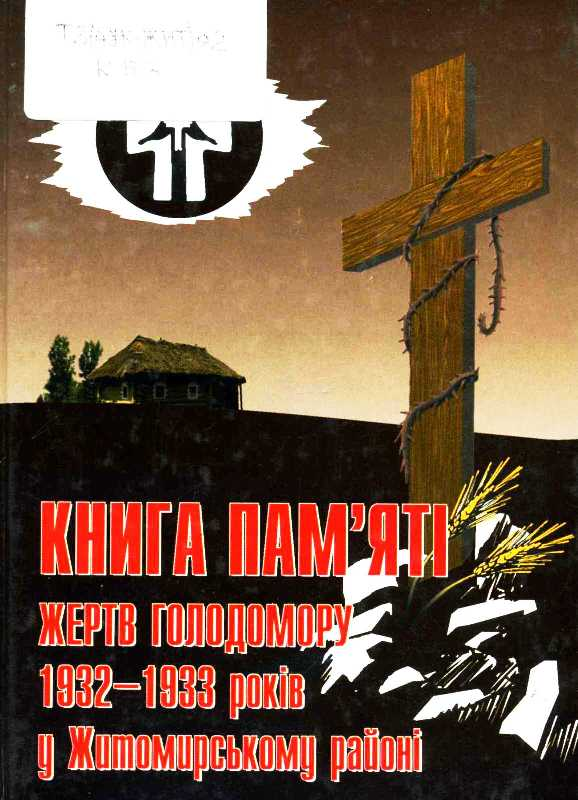 КНИГА ПАМ'ЯТІ
ЖЕРТВ ГОЛОДОМОРУ
1932–1933 років
у Житомирському районі